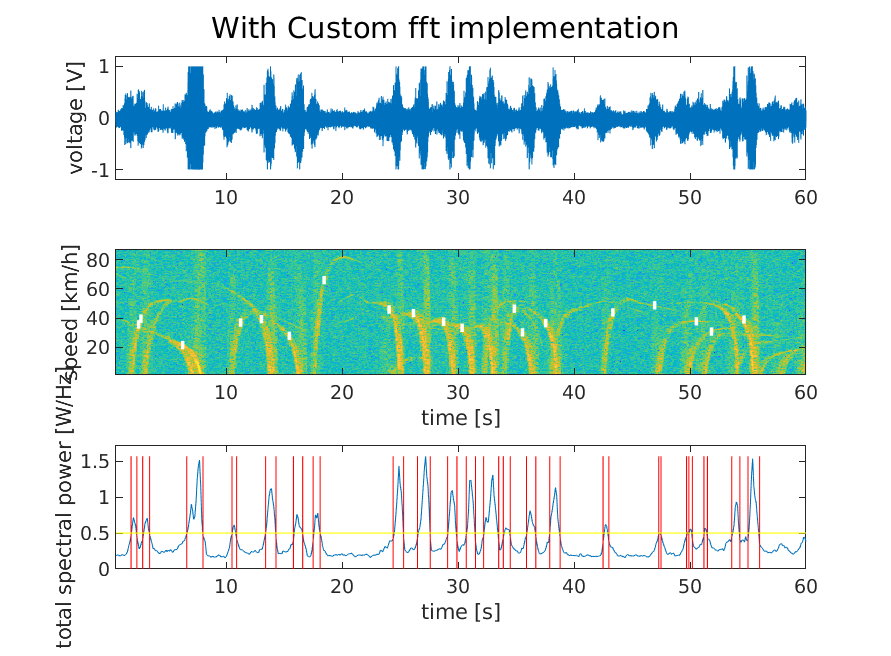 With Custom fft implementation
voltage [V]
1
0
-1
10 20 30 40 50 60
speed [km/h]
80
60
40
20
10 20 30 40 50 60
time [s]
total spectral power [W/Hz]
1.5
1
0.5
0
10 20 30 40 50 60
time [s]